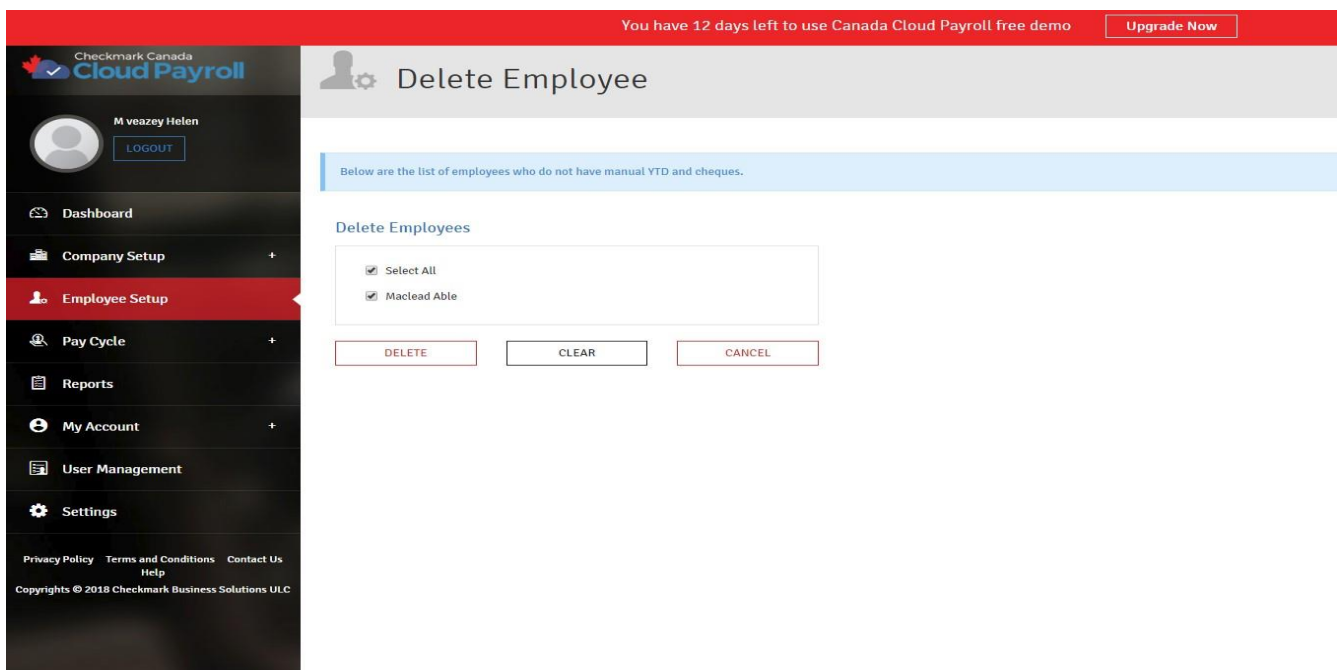 You have 12 days left to use Canada Cloud Payroll free demo
Upgrade Now
Checkmark Canada
Cloud Payroll
M veazey Helen
LOGOUT
Dashboard
Company Setup +
Employee Setup
Pay Cycle +
Reports
My Account +
User Management
Settings
Privacy Policy Terms and Conditions Contact Us
Help
Copyrights © 2018 Checkmark Business Solutions ULC
Delete Employee
Below are the list of employees who do not have manual YTD and cheques.
Delete Employees
Select All
Maclead Able
DELETE CLEAR CANCEL